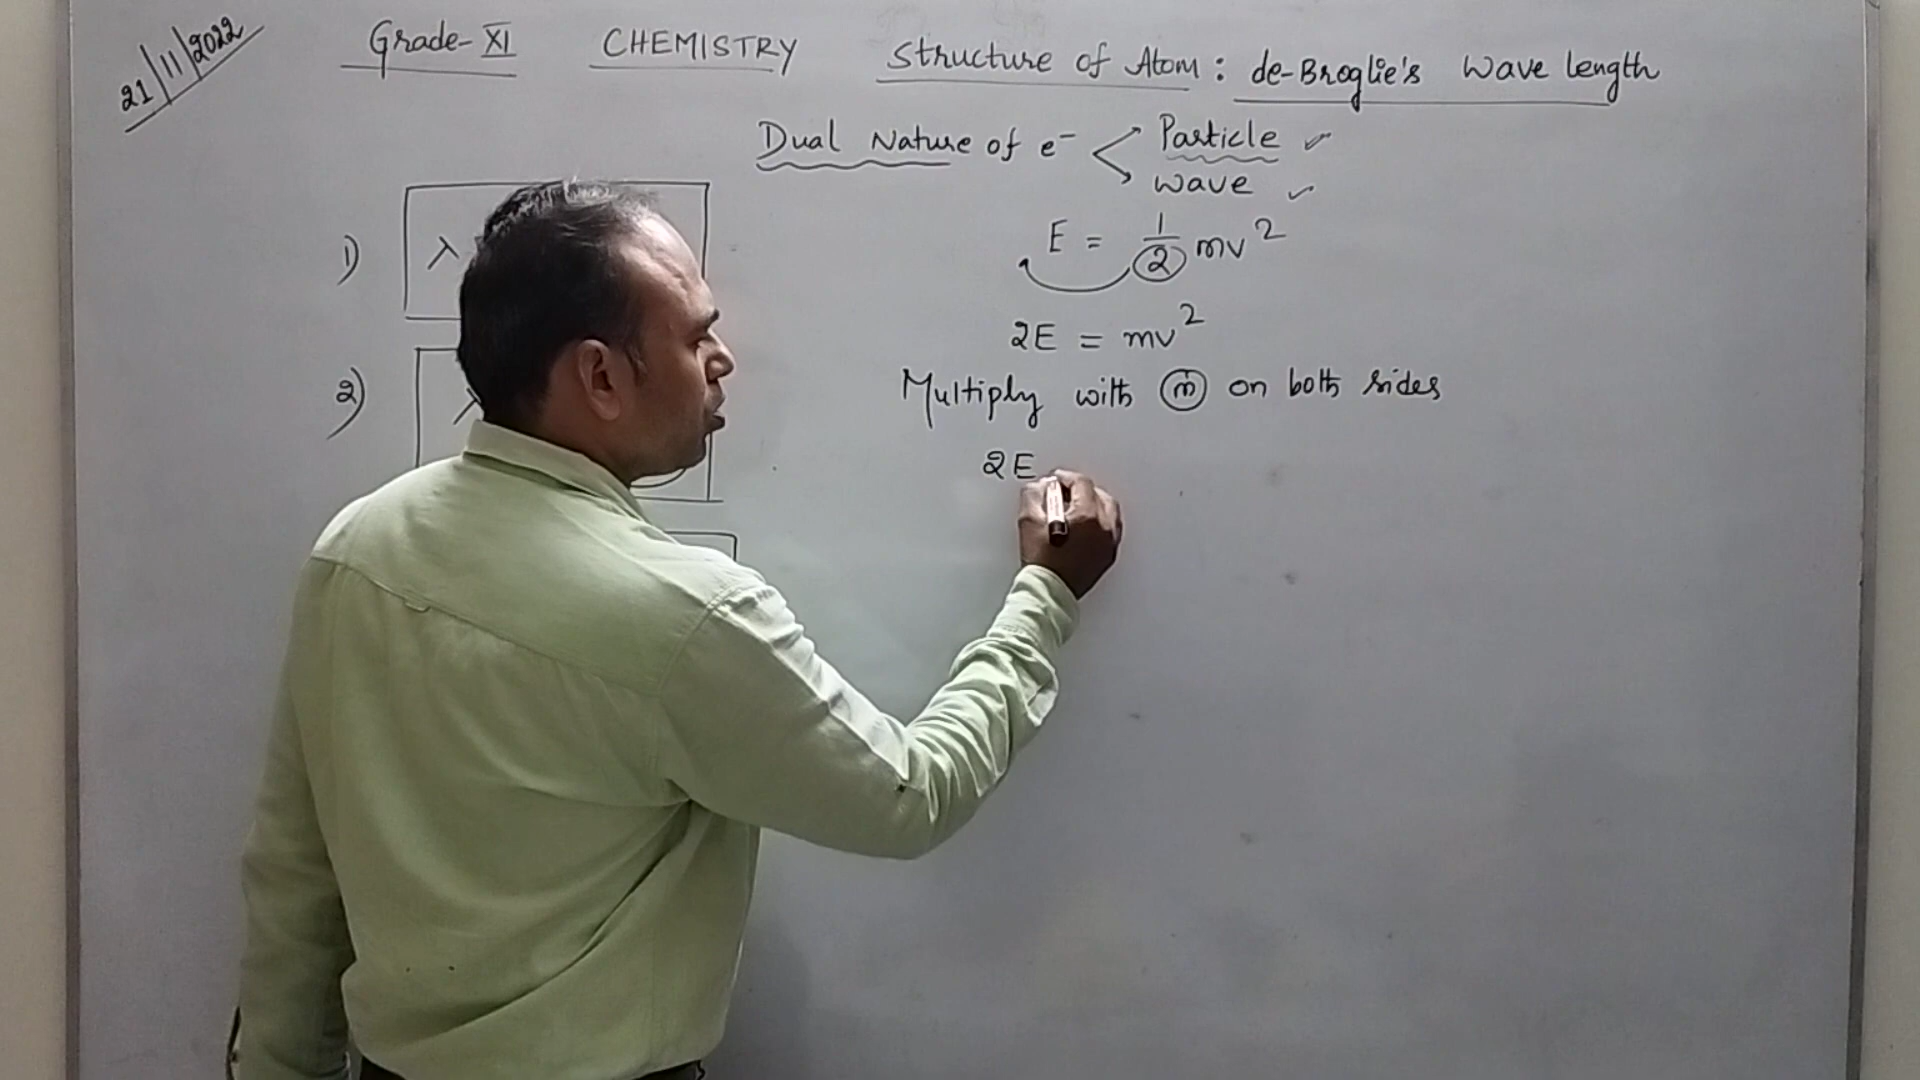 21/11/2022
Grade-XI CHEMISTRY Structure of Atom : de-Broglie's Wave length
Dual Nature of e⁻ Particle ✓
wave ✓
1) λ
E = 1/2 mv²
2E = mv²
2) λ
Multiply with m on both sides
2E